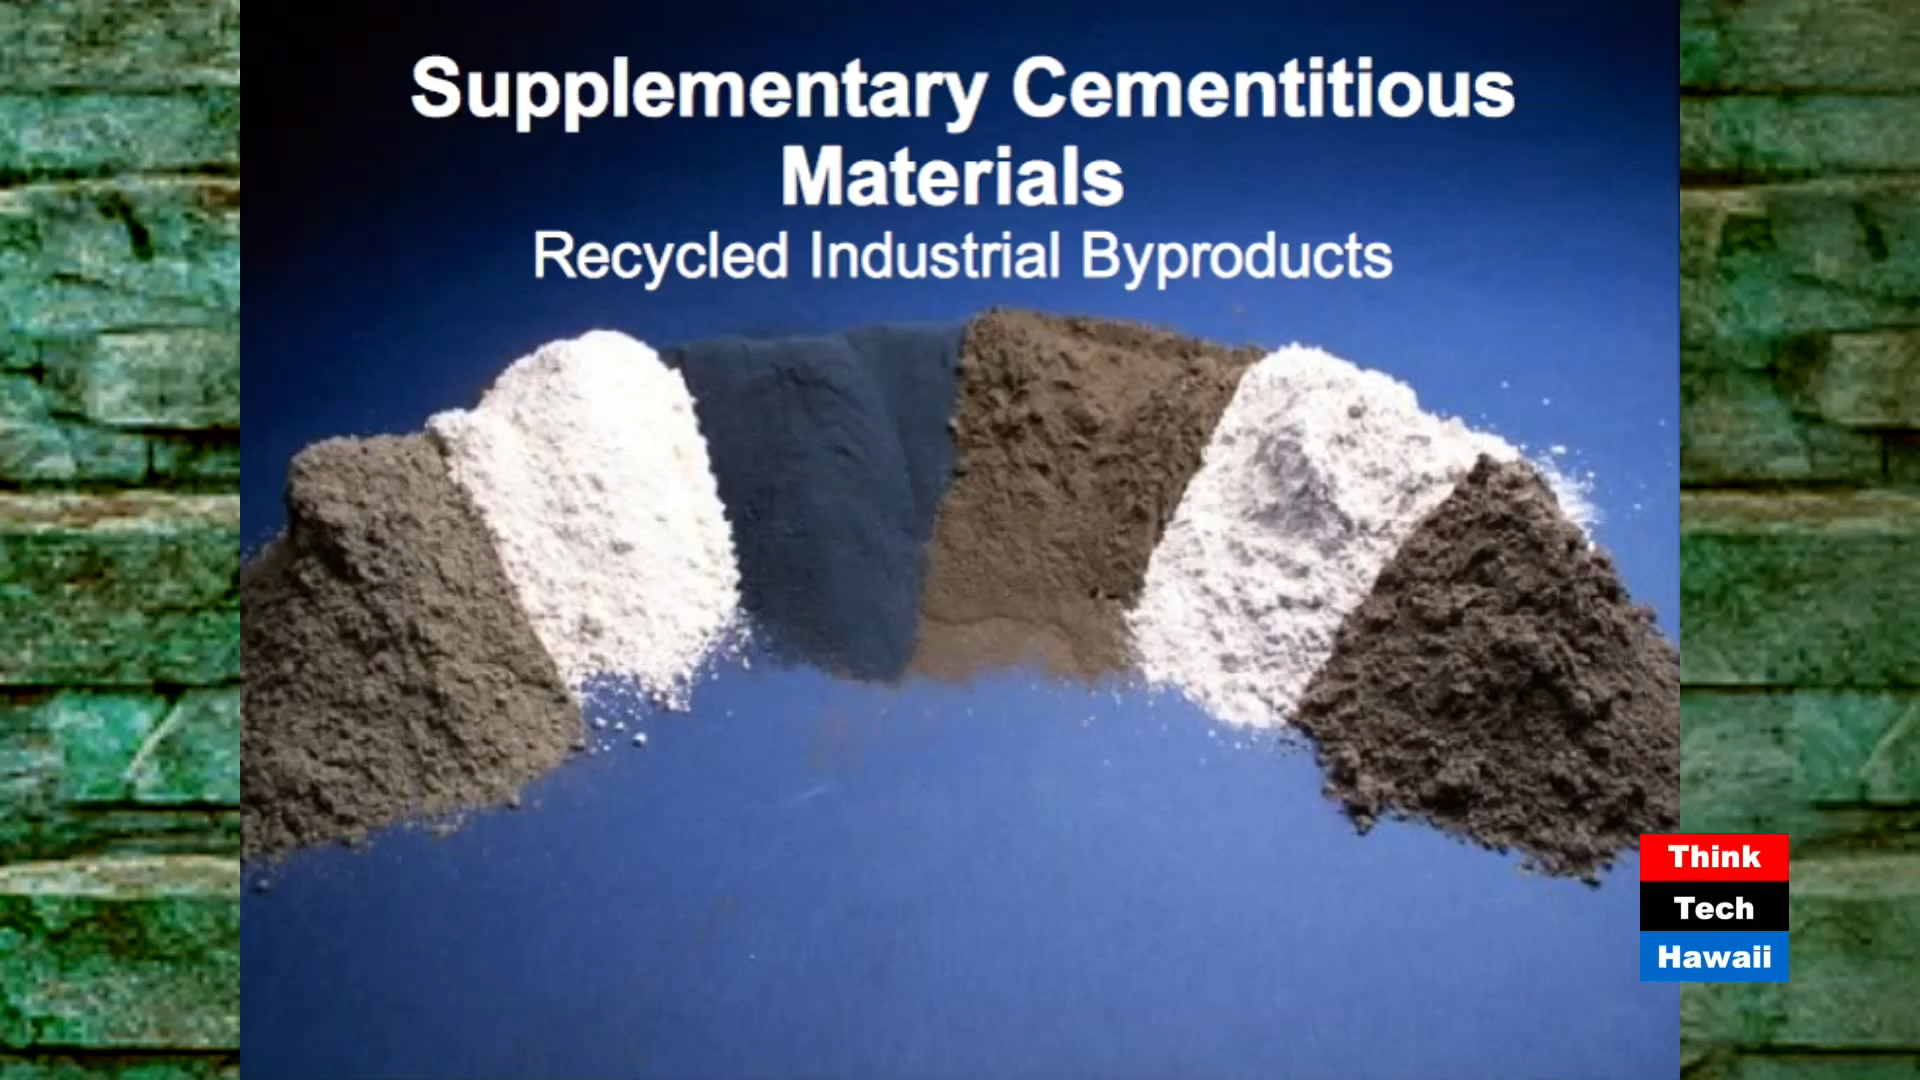 Supplementary Cementitious
Materials
Recycled Industrial Byproducts
Think
Tech
Hawaii